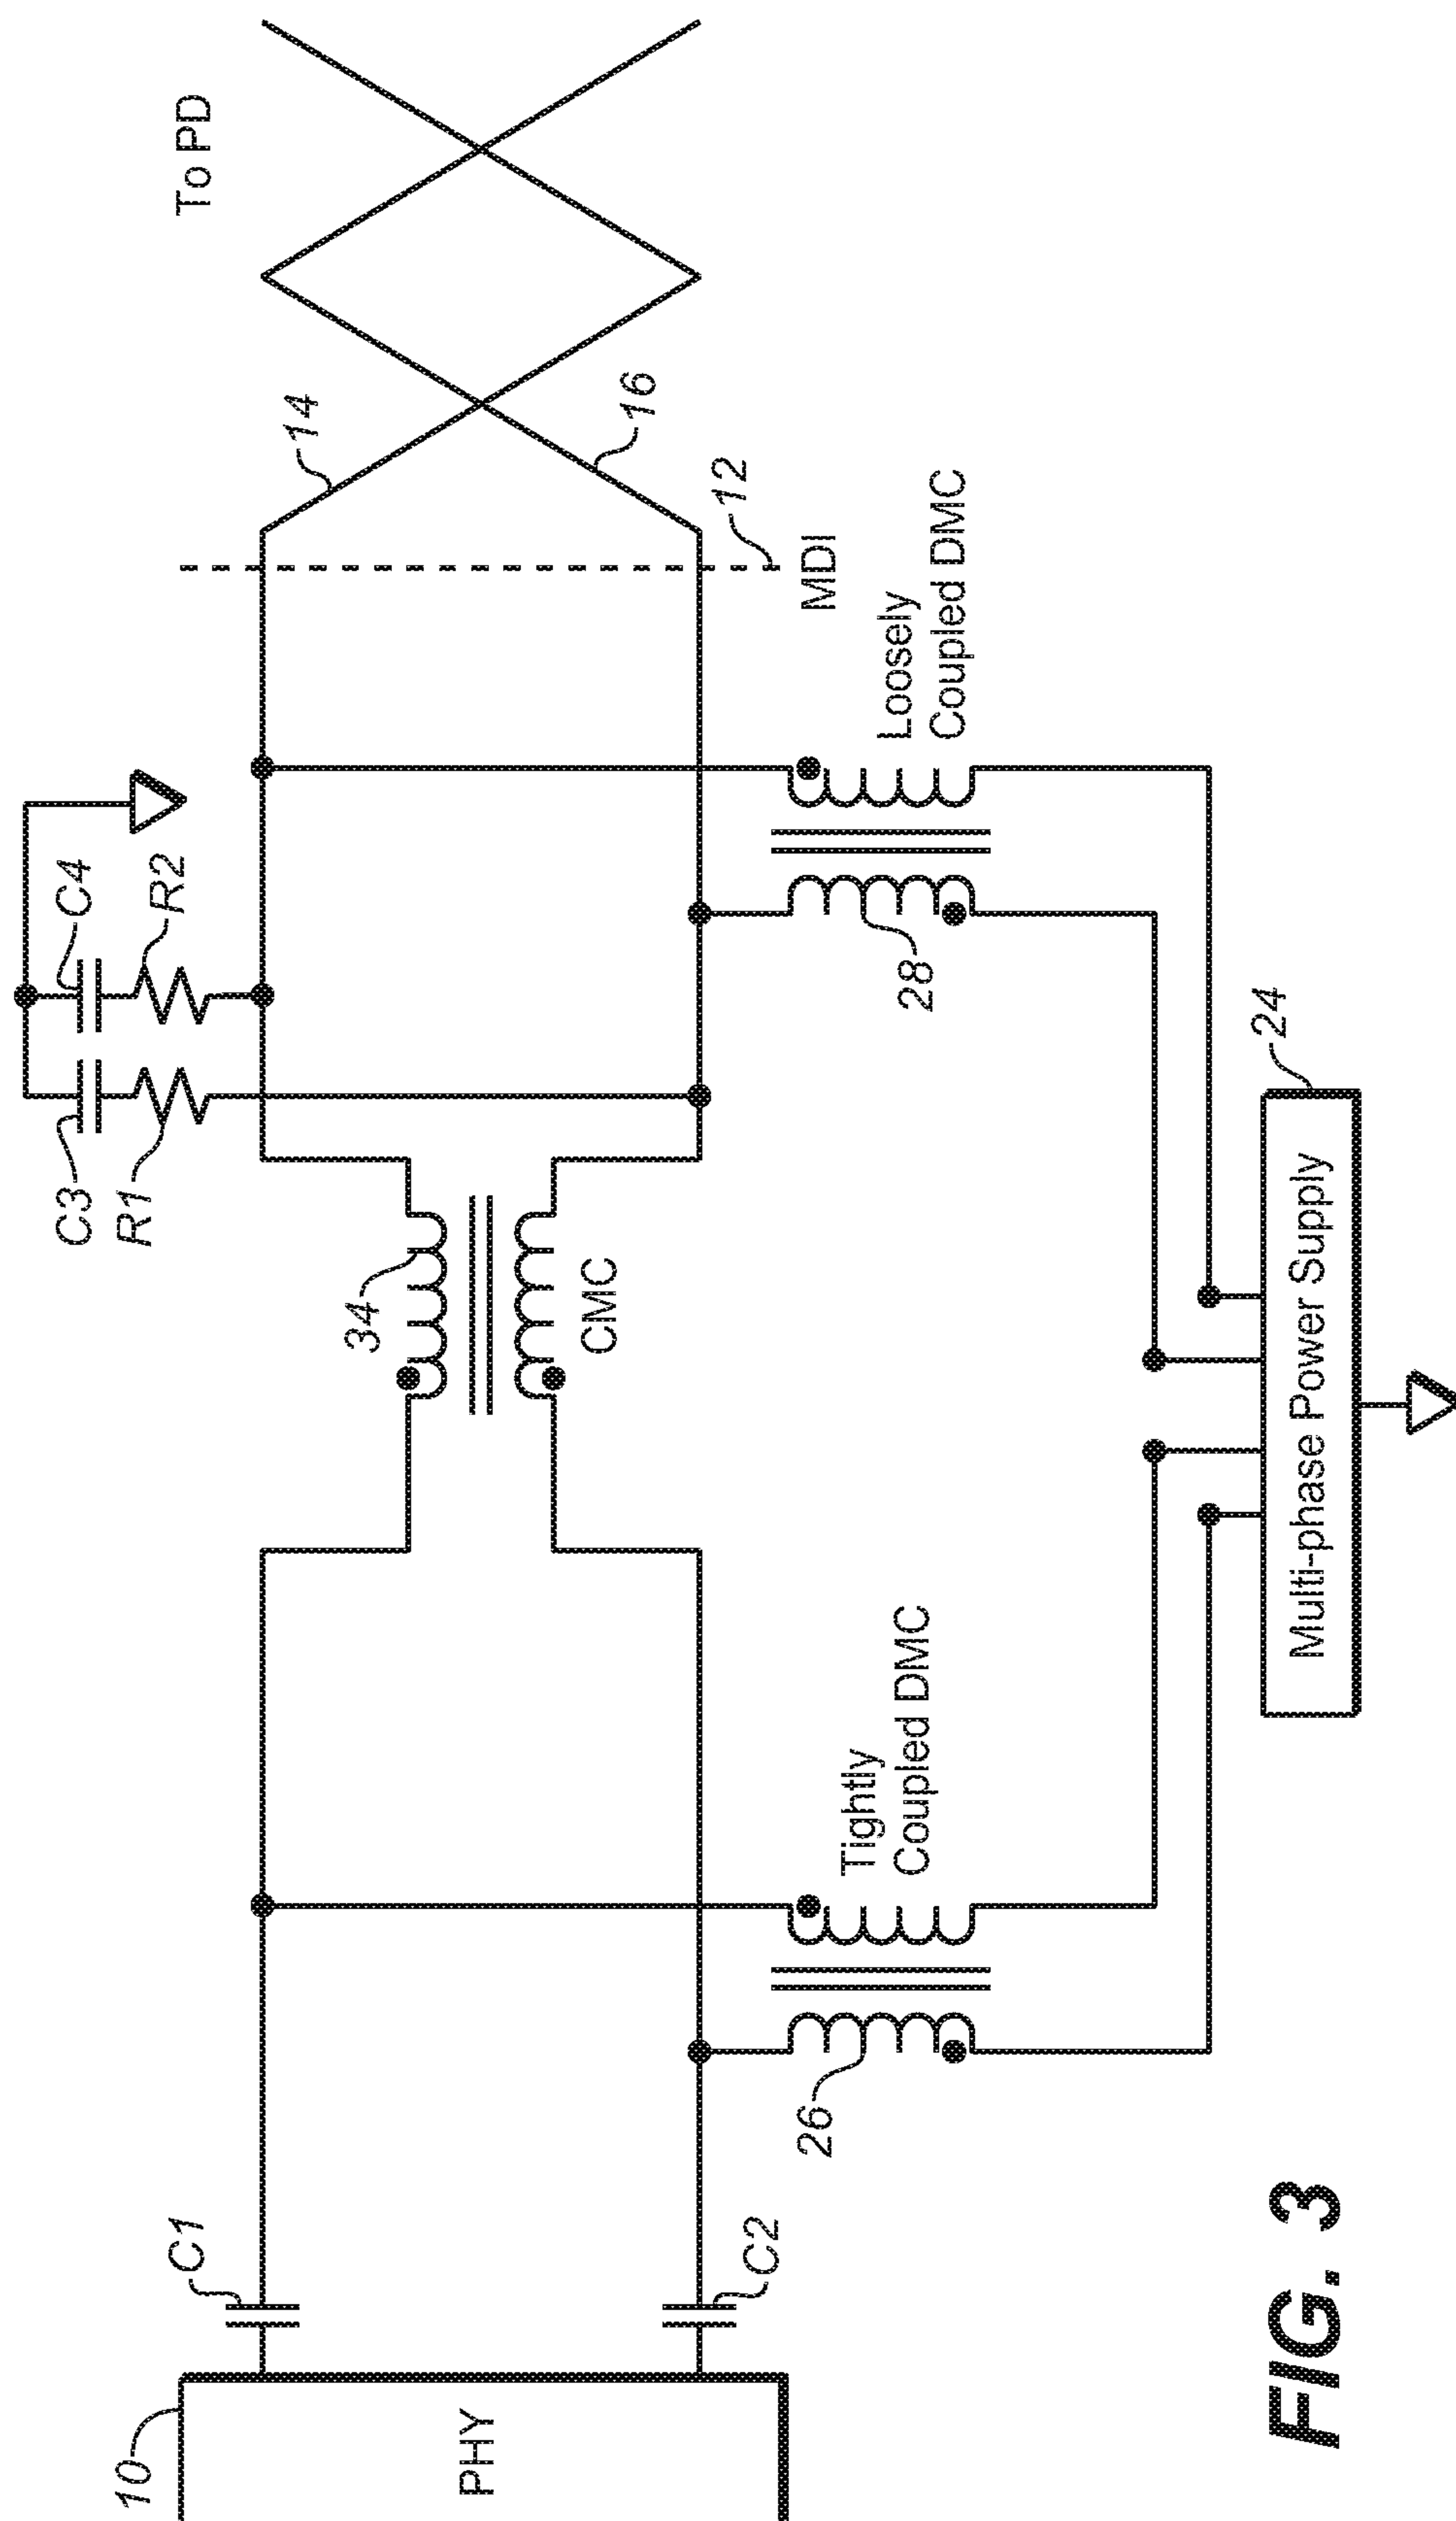 C4
R2
C3
R1
To PD
14
16
12
MDI
34
CMC
Loosely
Coupled DMC
28
C1
10
PHY
C2
Tightly
Coupled DMC
26
24
Multi-phase Power Supply
FIG. 3